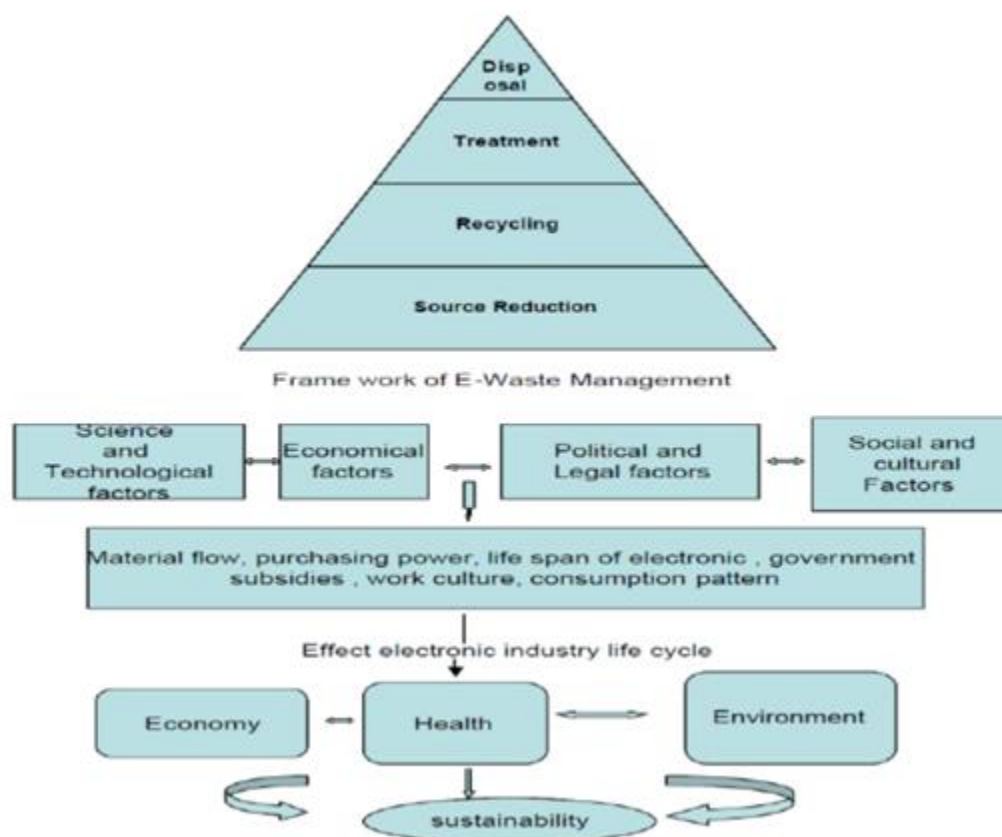 Disp
osal
Treatment
Recycling
Source Reduction
Frame work of E-Waste Management
Science
and
Technological
factors
Economical
factors
Political and
Legal factors
Social and
cultural
Factors
Material flow, purchasing power, life span of electronic , government
subsidies , work culture, consumption pattern
Effect electronic industry life cycle
Economy
Health
Environment
sustainability